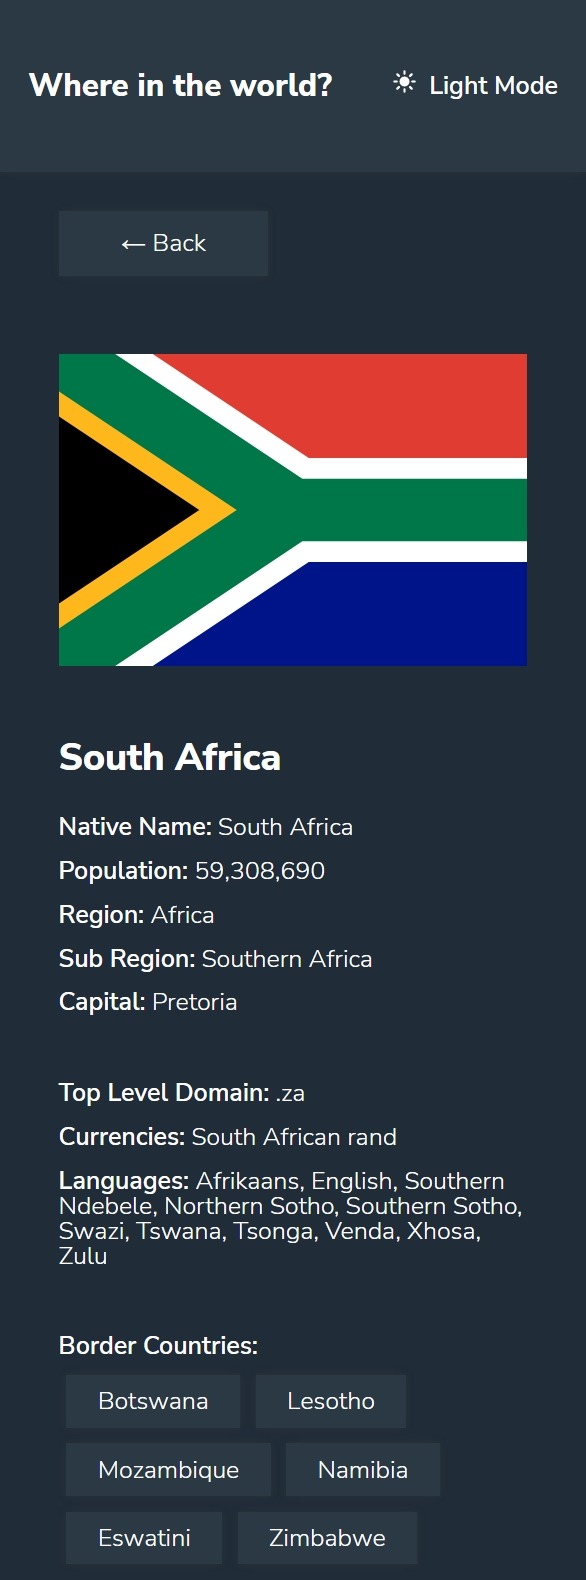 Where in the world?
Light Mode
← Back
South Africa
Native Name: South Africa
Population: 59,308,690
Region: Africa
Sub Region: Southern Africa
Capital: Pretoria
Top Level Domain: .za
Currencies: South African rand
Languages: Afrikaans, English, Southern
Ndebele, Northern Sotho, Southern Sotho,
Swazi, Tswana, Tsonga, Venda, Xhosa,
Zulu
Border Countries:
Botswana
Lesotho
Mozambique
Namibia
Eswatini
Zimbabwe